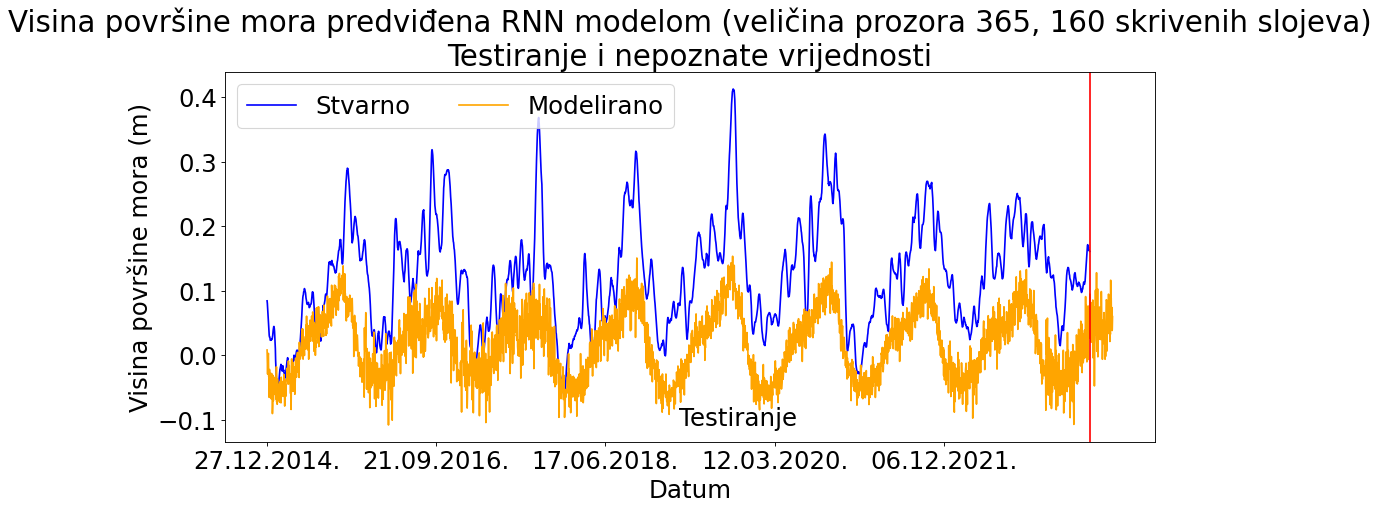 Visina površine mora predviđena RNN modelom (veličina prozora 365, 160 skrivenih slojeva)
Testiranje i nepoznate vrijednosti
Stvarno Modelirano
Visina površine mora (m)
0.4
0.3
0.2
0.1
0.0
−0.1
Testiranje
27.12.2014. 21.09.2016. 17.06.2018. 12.03.2020. 06.12.2021.
Datum